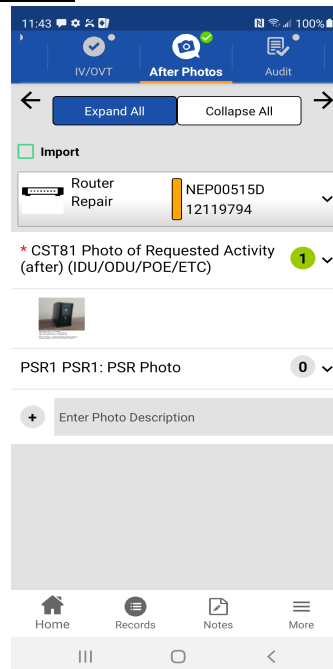 11:43
100%
IV/OVT
After Photos
Audit
Expand All
Collapse All
Import
Router
Repair
NEP00515D
12119794
* CST81 Photo of Requested Activity
(after) (IDU/ODU/POE/ETC)
1
PSR1 PSR1: PSR Photo
0
+ Enter Photo Description
Home
Records
Notes
More